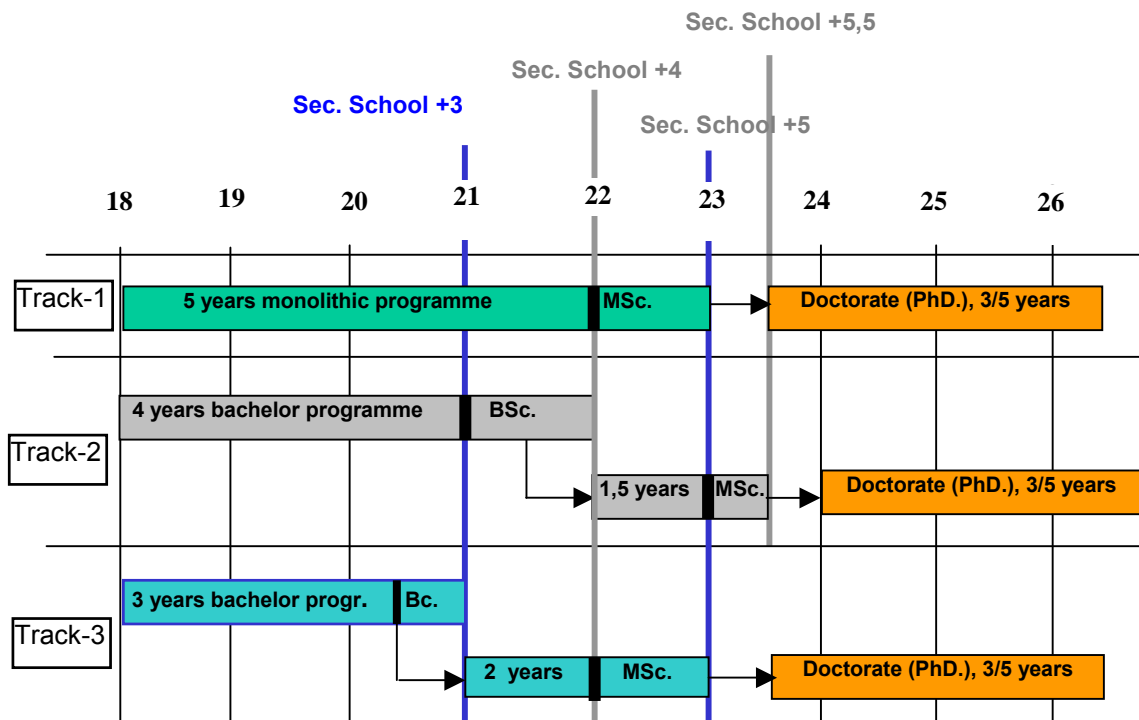 Sec. School +5,5
Sec. School +4
Sec. School +3
Sec. School +5
18 19 20 21 22 23 24 25 26
Track-1
5 years monolithic programme
MSc.
Doctorate (PhD.), 3/5 years
4 years bachelor programme
BSc.
Track-2
1,5 years
MSc.
Doctorate (PhD.), 3/5 years
3 years bachelor progr.
Bc.
Track-3
2 years
MSc.
Doctorate (PhD.), 3/5 years